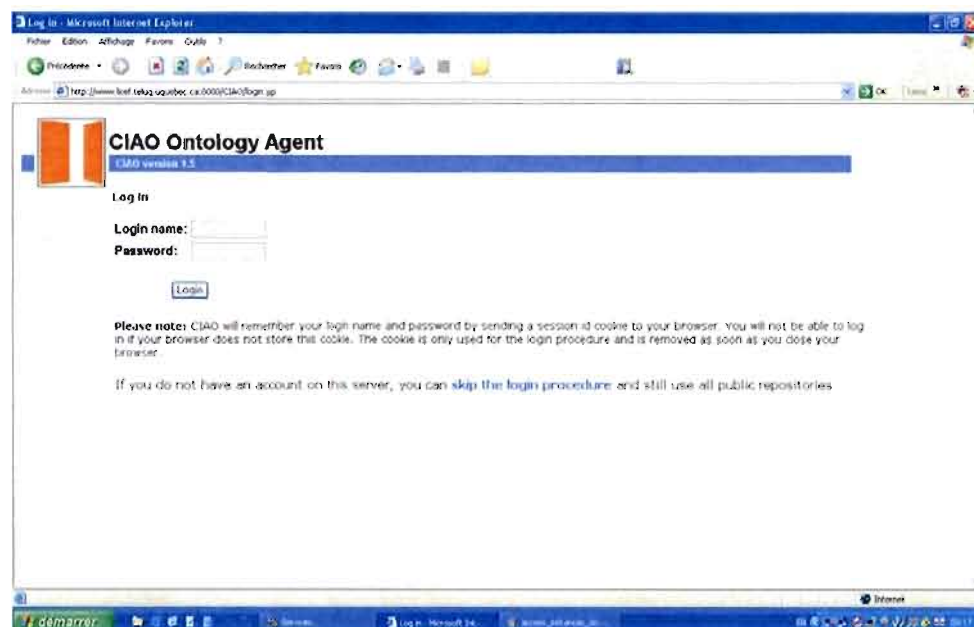 Log in - Microsoft Internet Explorer
Fichier Edition Affichage Favoris Outils ?
Précédente Rechercher Favoris
OK
CIAO Ontology Agent
CIAO version 1.5
Log in
Login name:
Password:
Login
Please note: CIAO will remember your login name and password by sending a session id cookie to your browser. You will not be able to log
in if your browser does not store this cookie. The cookie is only used for the login procedure and is removed as soon as you close your
browser.
If you do not have an account on this server, you can skip the login procedure and still use all public repositories
Internet
démarrer